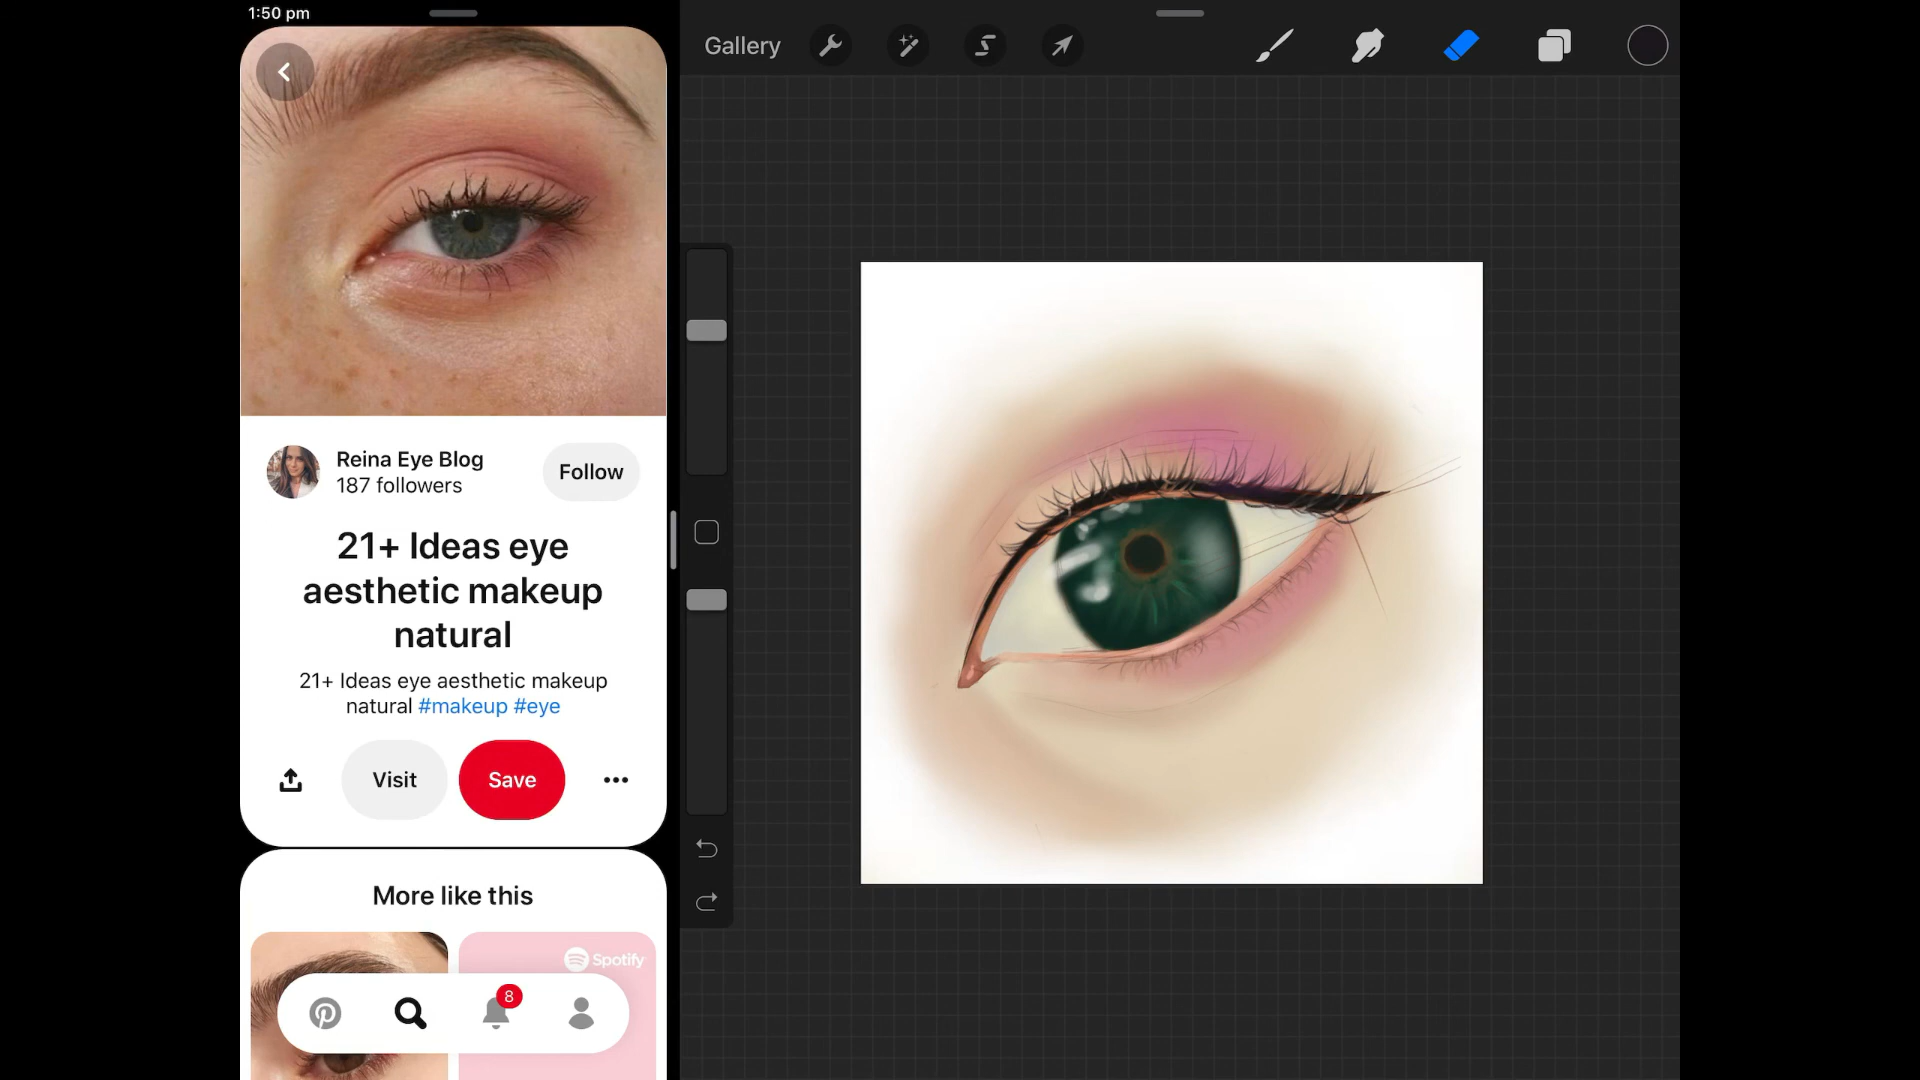 1:50 pm
Gallery
Reina Eye Blog
187 followers
Follow
21+ Ideas eye
aesthetic makeup
natural
21+ Ideas eye aesthetic makeup
natural #makeup #eye
Visit
Save
More like this
Spotify
8